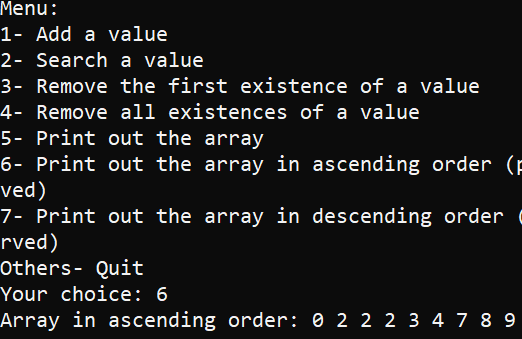 Menu:
1- Add a value
2- Search a value
3- Remove the first existence of a value
4- Remove all existences of a value
5- Print out the array
6- Print out the array in ascending order (p
ved)
7- Print out the array in descending order (
rved)
Others- Quit
Your choice: 6
Array in ascending order: 0 2 2 2 3 4 7 8 9